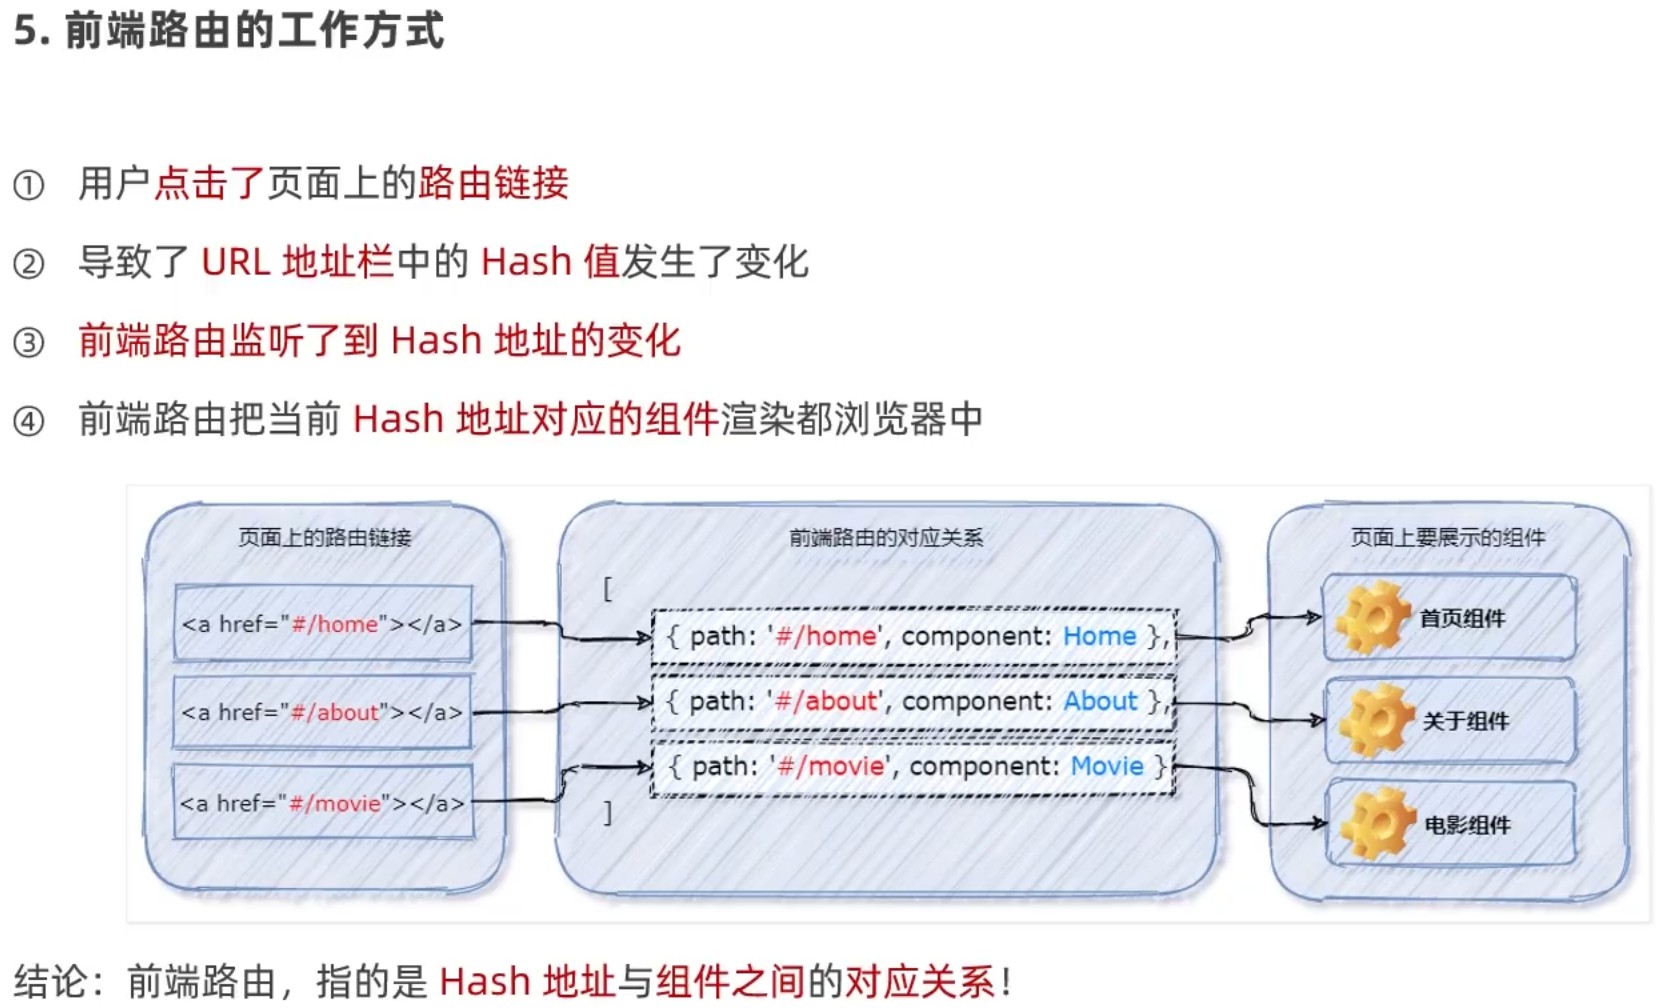 5. 前端路由的工作方式
① 用户点击了页面上的路由链接
② 导致了 URL 地址栏中的 Hash 值发生了变化
③ 前端路由监听了到 Hash 地址的变化
④ 前端路由把当前 Hash 地址对应的组件渲染都浏览器中
页面上的路由链接
<a href="#/home"></a>
<a href="#/about"></a>
<a href="#/movie"></a>
前端路由的对应关系
[
{ path: '#/home', component: Home },
{ path: '#/about', component: About },
{ path: '#/movie', component: Movie }
]
页面上要展示的组件
首页组件
关于组件
电影组件
结论：前端路由，指的是 Hash 地址与组件之间的对应关系！